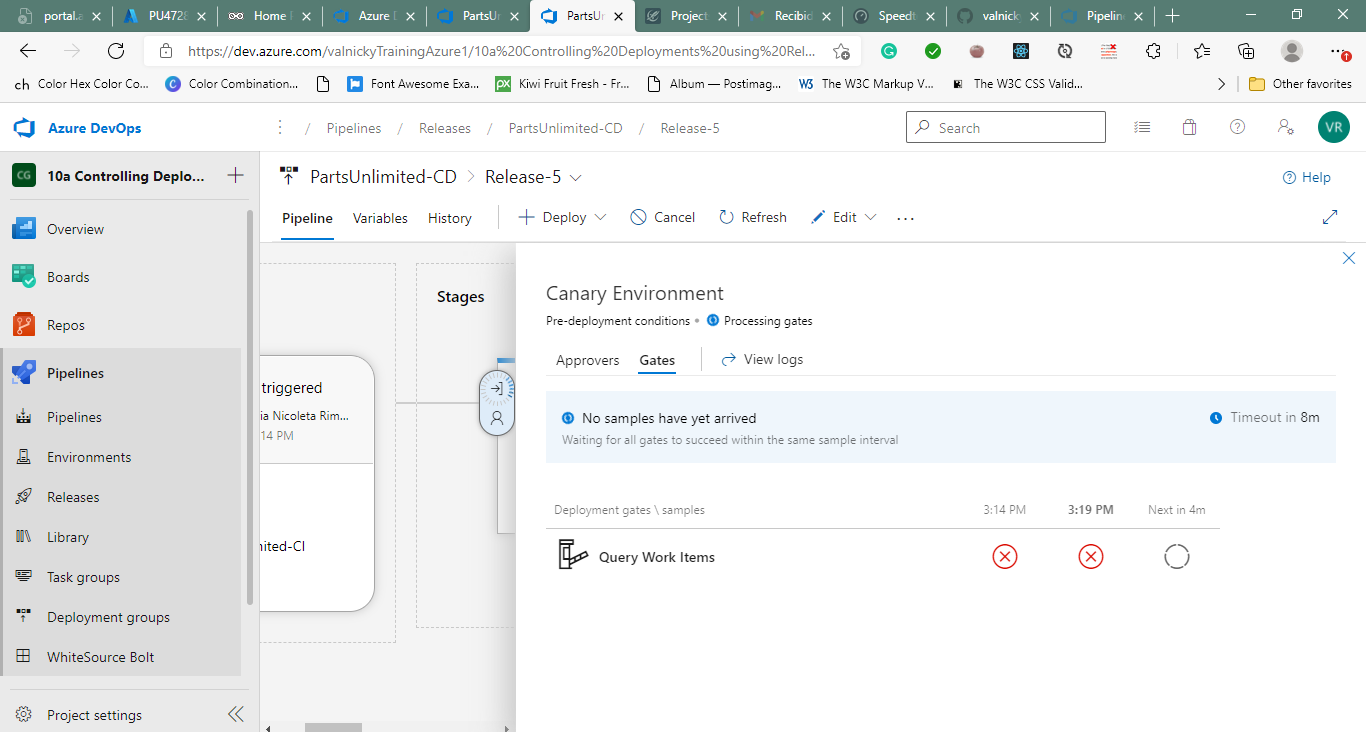 portal.a
PU4728
Home
Azure D
PartsUr
PartsUr
Project
Recibid
Speedt
valnick
Pipelin
https://dev.azure.com/valnickyTrainingAzure1/10a%20Controlling%20Deployments%20using%20Rel...
ch Color Hex Color Co...
C Color Combination...
Font Awesome Exa...
px Kiwi Fruit Fresh - Fr...
Album — Postimag...
W3 The W3C Markup V...
The W3C CSS Valid...
Other favorites
Azure DevOps
/ Pipelines / Releases / PartsUnlimited-CD / Release-5
Search
VR
CG 10a Controlling Deplo...
PartsUnlimited-CD > Release-5
Help
Pipeline Variables History
Deploy Cancel Refresh Edit ...
Overview
Boards
Repos
Pipelines
Pipelines
Environments
Releases
Library
Task groups
Deployment groups
WhiteSource Bolt
Project settings
triggered
ia Nicoleta Rim...
14 PM
nited-CI
Stages
Canary Environment
Pre-deployment conditions • Processing gates
Approvers Gates View logs
No samples have yet arrived
Timeout in 8m
Waiting for all gates to succeed within the same sample interval
Deployment gates \ samples 3:14 PM 3:19 PM Next in 4m
Query Work Items